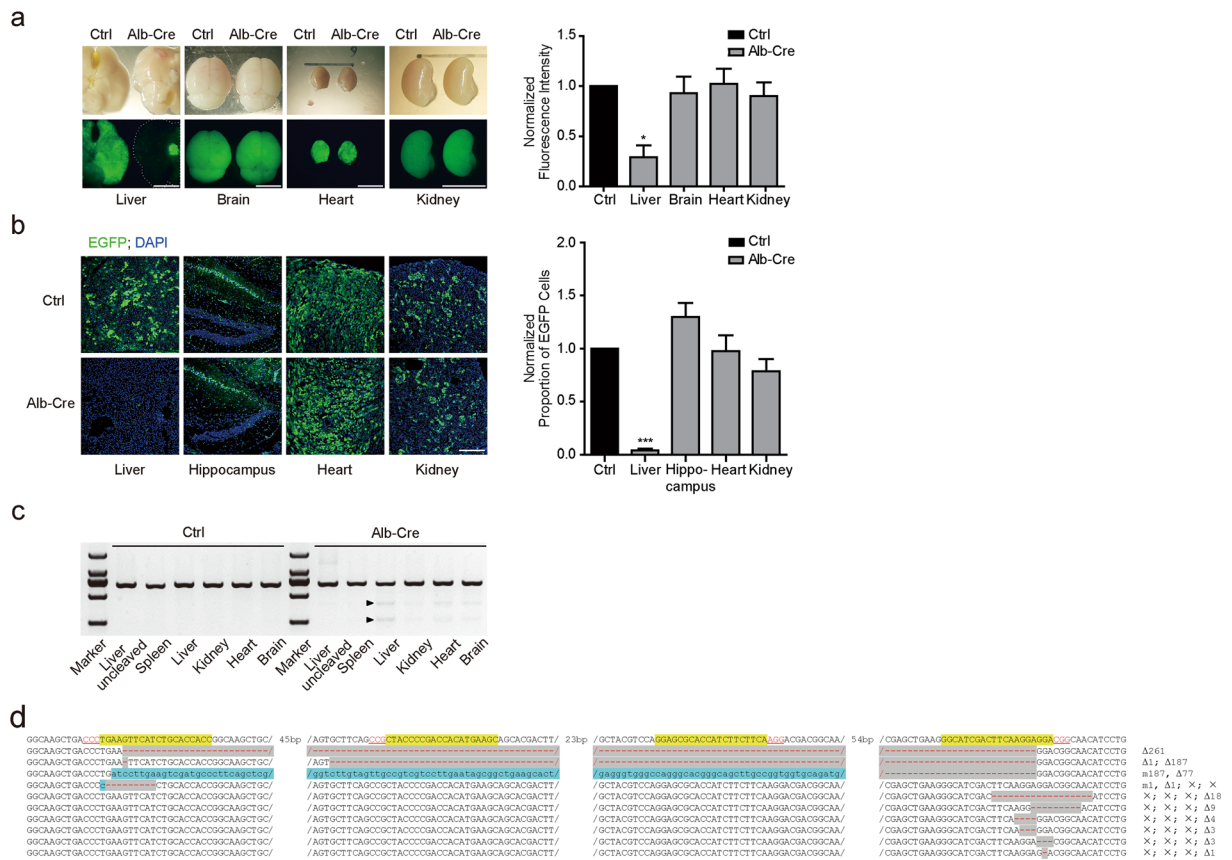 a
Ctrl Alb-Cre Ctrl Alb-Cre Ctrl Alb-Cre Ctrl Alb-Cre
Liver Brain Heart Kidney
Normalized
Fluorescence Intensity
1.5
1.0
0.5
0.0
Ctrl
Alb-Cre
*
Ctrl Liver Brain Heart Kidney
b
EGFP; DAPI
Ctrl
Alb-Cre
Liver Hippocampus Heart Kidney
Normalized
Proportion of EGFP Cells
2.0
1.5
1.0
0.5
0.0
Ctrl
Alb-Cre
***
Ctrl Liver Hippo- Heart Kidney
campus
c
Ctrl Alb-Cre
Marker
Liver
uncleaved
Spleen
Liver
Kidney
Heart
Brain
Marker
Liver
uncleaved
Spleen
Liver
Kidney
Heart
Brain
d
GGCAAGCTGACCCTGAAGTTCATCTGCACCACCGGCAAGCTGC/ 45bp /AGTGCTTCAGCCGCTACCCCGACCACATGAAGCAGCACGACTT/ 23bp /GCTACGTCCAGGAGCGCACCATCTTCTTCAAGGACGACGGCAA/ 54bp /CGAGCTGAAGGGCATCGACTTCAAGGAGGACGGCAACATCCTG
GGCAAGCTGACCCTGAA GGACGGCAACATCCTG Δ261
GGCAAGCTGACCCTGAA-TTCATCTGCACCACCGGCAAGCTGC/ /AGT GGACGGCAACATCCTG Δ1; Δ187
GGCAAGCTGACCCTGatccttgaagtcgatgcccttcagctcg/ /ggtcttgtagttgccgtcgtccttgaatagcggctgaagcact/ /gagggtgggccagggcacgggcagcttgccggtggtgcagatg/ GGACGGCAACATCCTG m187, Δ77
GGCAAGCTGACCCc--------CTGCACCACCGGCAAGCTGC/ /AGTGCTTCAGCCGCTACCCCGACCACATGAAGCAGCACGACTT/ /GCTACGTCCAGGAGCGCACCATCTTCTTCAAGGACGACGGCAA/ /CGAGCTGAAGGGCATCGACTTCAAGGAGGACGGCAACATCCTG m1, Δ1; ×; ×
GGCAAGCTGACCCTGAAGTTCATCTGCACCACCGGCAAGCTGC/ /AGTGCTTCAGCCGCTACCCCGACCACATGAAGCAGCACGACTT/ /GCTACGTCCAGGAGCGCACCATCTTCTTCAAGGACGACGGCAA/ /CGAGCTGAAGGGCATCGACT------------------ATCCTG ×; ×; ×; Δ18
GGCAAGCTGACCCTGAAGTTCATCTGCACCACCGGCAAGCTGC/ /AGTGCTTCAGCCGCTACCCCGACCACATGAAGCAGCACGACTT/ /GCTACGTCCAGGAGCGCACCATCTTCTTCAAGGACGACGGCAA/ /CGAGCTGAAGGGCATCGACTTCAAGG---------ACATCCTG ×; ×; ×; Δ9
GGCAAGCTGACCCTGAAGTTCATCTGCACCACCGGCAAGCTGC/ /AGTGCTTCAGCCGCTACCCCGACCACATGAAGCAGCACGACTT/ /GCTACGTCCAGGAGCGCACCATCTTCTTCAAGGACGACGGCAA/ /CGAGCTGAAGGGCATCGACTTCA----GGACGGCAACATCCTG ×; ×; ×; Δ4
GGCAAGCTGACCCTGAAGTTCATCTGCACCACCGGCAAGCTGC/ /AGTGCTTCAGCCGCTACCCCGACCACATGAAGCAGCACGACTT/ /GCTACGTCCAGGAGCGCACCATCTTCTTCAAGGACGACGGCAA/ /CGAGCTGAAGGGCATCGACTTCAA---GGACGGCAACATCCTG ×; ×; ×; Δ3
GGCAAGCTGACCCTGAAGTTCATCTGCACCACCGGCAAGCTGC/ /AGTGCTTCAGCCGCTACCCCGACCACATGAAGCAGCACGACTT/ /GCTACGTCCAGGAGCGCACCATCTTCTTCAAGGACGACGGCAA/ /CGAGCTGAAGGGCATCGACTTCAAGGA---CGGCAACATCCTG ×; ×; ×; Δ3
GGCAAGCTGACCCTGAAGTTCATCTGCACCACCGGCAAGCTGC/ /AGTGCTTCAGCCGCTACCCCGACCACATGAAGCAGCACGACTT/ /GCTACGTCCAGGAGCGCACCATCTTCTTCAAGGACGACGGCAA/ /CGAGCTGAAGGGCATCGACTTCAAGGAG-ACGGCAACATCCTG ×; ×; ×; Δ1